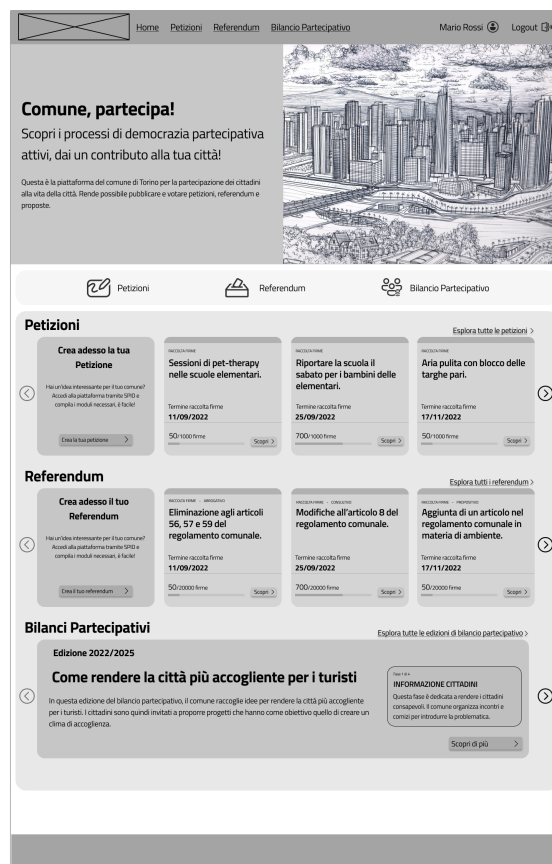 Home Petizioni Referendum Bilancio Partecipativo Mario Rossi Logout
Comune, partecipa!
Scopri i processi di democrazia partecipativa
attivi, dai un contributo alla tua città!
Questa è la piattaforma del comune di Torino per la partecipazione dei cittadini
alla vita della città. Rende possibile pubblicare e votare petizioni, referendum e
proposte.
Petizioni Referendum Bilancio Partecipativo
Petizioni
Esplora tutte le petizioni >
Crea adesso la tua
Petizione
Hai un'idea interessante per il tuo comune?
Accedi alla piattaforma tramite SPID e
compila i moduli necessari, è facile!
Crea la tua petizione >
RACCOLTA FIRME
Sessioni di pet-therapy
nelle scuole elementari.
Termine raccolta firme
11/09/2022
50/1000 firme
Scopri >
RACCOLTA FIRME
Riportare la scuola il
sabato per i bambini delle
elementari.
Termine raccolta firme
25/09/2022
700/1000 firme
Scopri >
RACCOLTA FIRME
Aria pulita con blocco delle
targhe pari.
Termine raccolta firme
17/11/2022
50/1000 firme
Scopri >
Referendum
Esplora tutti i referendum >
Crea adesso il tuo
Referendum
Hai un'idea interessante per il tuo comune?
Accedi alla piattaforma tramite SPID e
compila i moduli necessari, è facile!
Crea il tuo referendum >
RACCOLTA FIRME - ABROGATIVO
Eliminazione agli articoli
56, 57 e 59 del
regolamento comunale.
Termine raccolta firme
11/09/2022
50/20000 firme
Scopri >
RACCOLTA FIRME - CONSULTIVO
Modifiche all'articolo 8 del
regolamento comunale.
Termine raccolta firme
25/09/2022
700/20000 firme
Scopri >
RACCOLTA FIRME - PROPOSITIVO
Aggiunta di un articolo nel
regolamento comunale in
materia di ambiente.
Termine raccolta firme
17/11/2022
50/20000 firme
Scopri >
Bilanci Partecipativi
Esplora tutte le edizioni di bilancio partecipativo >
Edizione 2022/2025
Come rendere la città più accogliente per i turisti
In questa edizione del bilancio partecipativo, il comune raccoglie idee per rendere la città più accogliente
per i turisti. I cittadini sono quindi invitati a proporre progetti che hanno come obiettivo quello di creare un
clima di accoglienza.
Fase 1 di 4
INFORMAZIONE CITTADINI
Questa fase è dedicata a rendere i cittadini
consapevoli. Il comune organizza incontri e
comizi per introdurre la problematica.
Scopri di più >